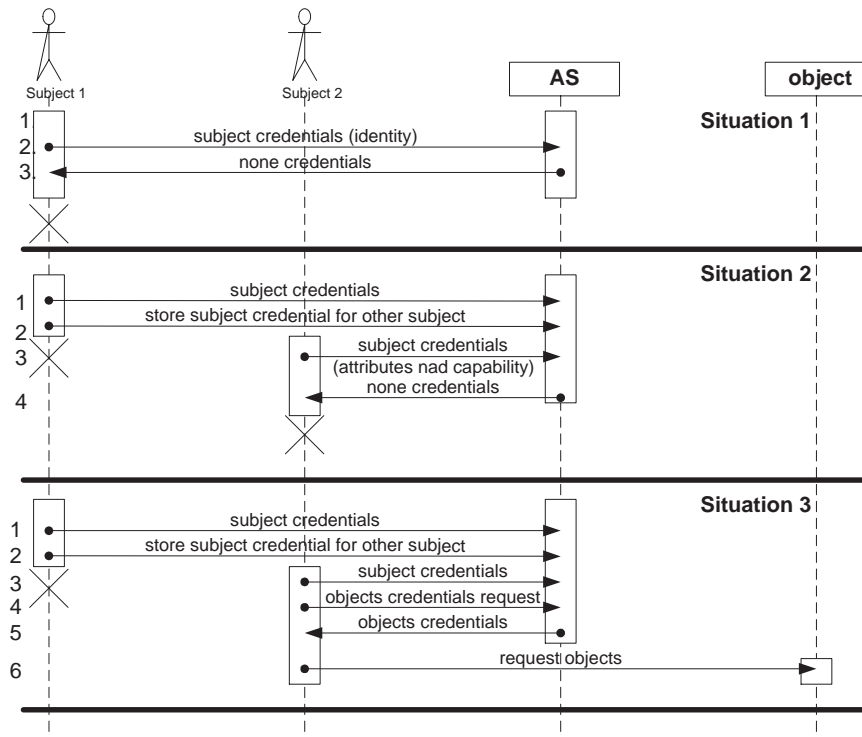 Subject 1
Subject 2
AS
object
Situation 1
1.
2.
subject credentials (identity)
3.
none credentials
Situation 2
1
subject credentials
2
store subject credential for other subject
3
subject credentials
(attributes nad capability)
4
none credentials
Situation 3
1
subject credentials
2
store subject credential for other subject
3
subject credentials
4
objects credentials request
5
objects credentials
6
request objects